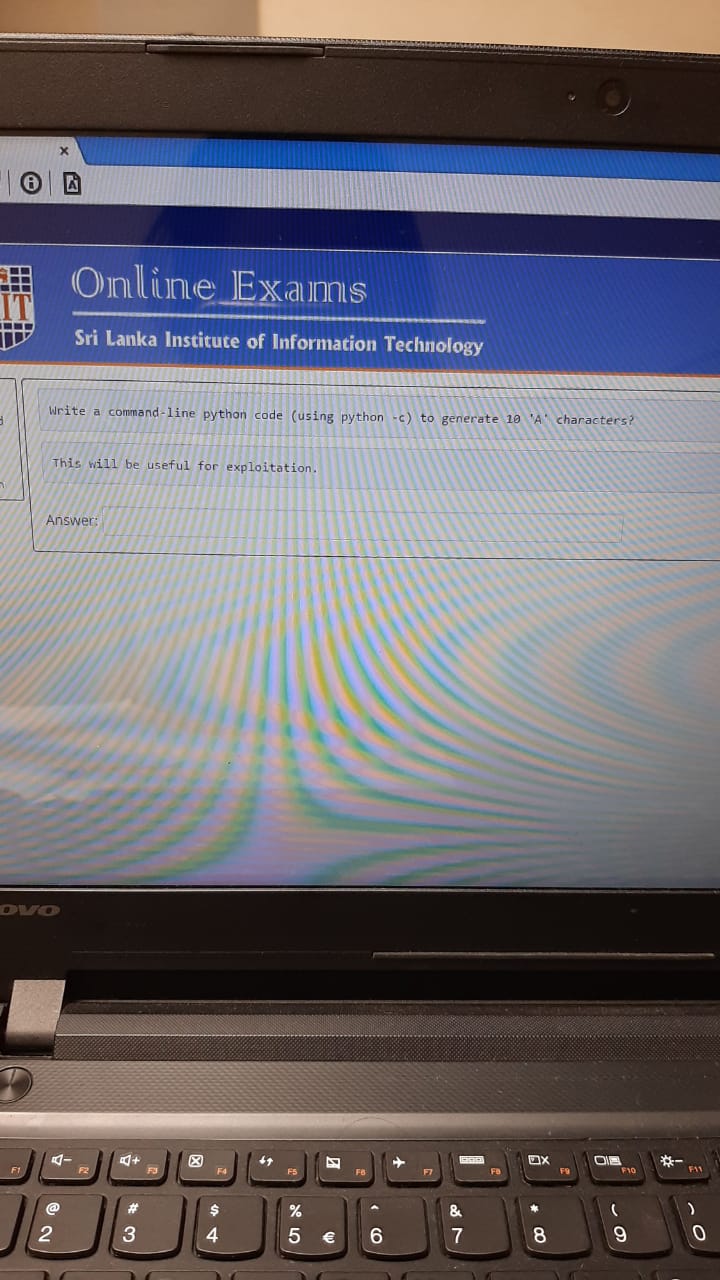 x
IT
Online Exams
Sri Lanka Institute of Information Technology
Write a command-line python code (using python -c) to generate 10 'A' characters?
This will be useful for exploitation.
Answer:
OVO
F1 F2 F3 F4 F5 F6 F7 F8 F9 F10 F11
@ # $ % ^ & * ( )
2 3 4 5 € 6 7 8 9 0